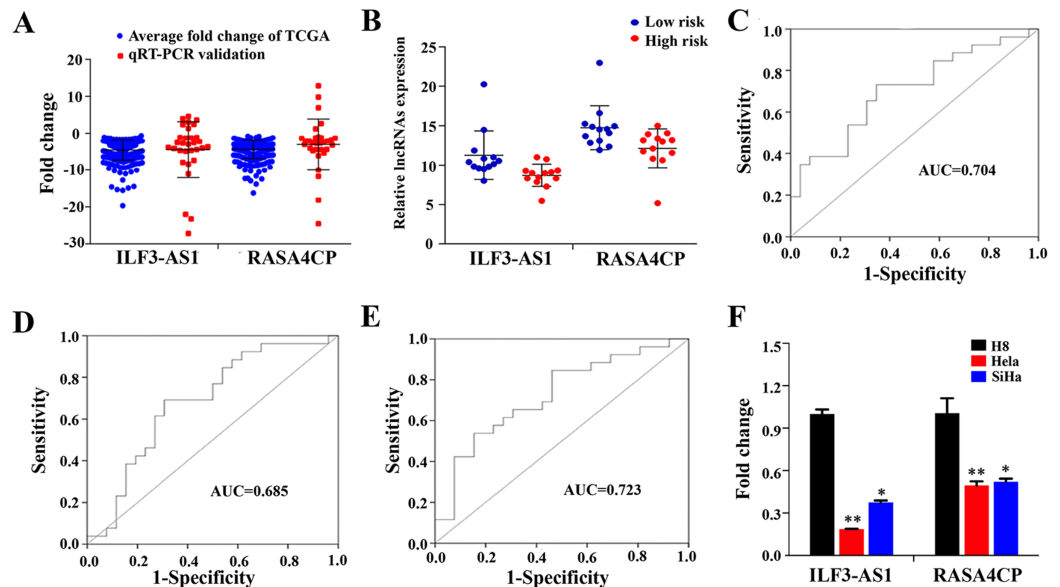 A
Average fold change of TCGA
qRT-PCR validation
Fold change
20
10
0
-10
-20
-30
ILF3-AS1
RASA4CP
B
Low risk
High risk
Relative lncRNAs expression
25
20
15
10
5
0
ILF3-AS1
RASA4CP
C
Sensitivity
1.0
0.8
0.6
0.4
0.2
0.0
AUC=0.704
0.0 0.2 0.4 0.6 0.8 1.0
1-Specificity
D
Sensitivity
1.0
0.8
0.6
0.4
0.2
0.0
AUC=0.685
0.0 0.2 0.4 0.6 0.8 1.0
1-Specificity
E
Sensitivity
1.0
0.8
0.6
0.4
0.2
0.0
AUC=0.723
0.0 0.2 0.4 0.6 0.8 1.0
1-Specificity
F
H8
Hela
SiHa
Fold change
1.5
1.2
0.9
0.6
0.3
0.0
** *
** *
ILF3-AS1
RASA4CP